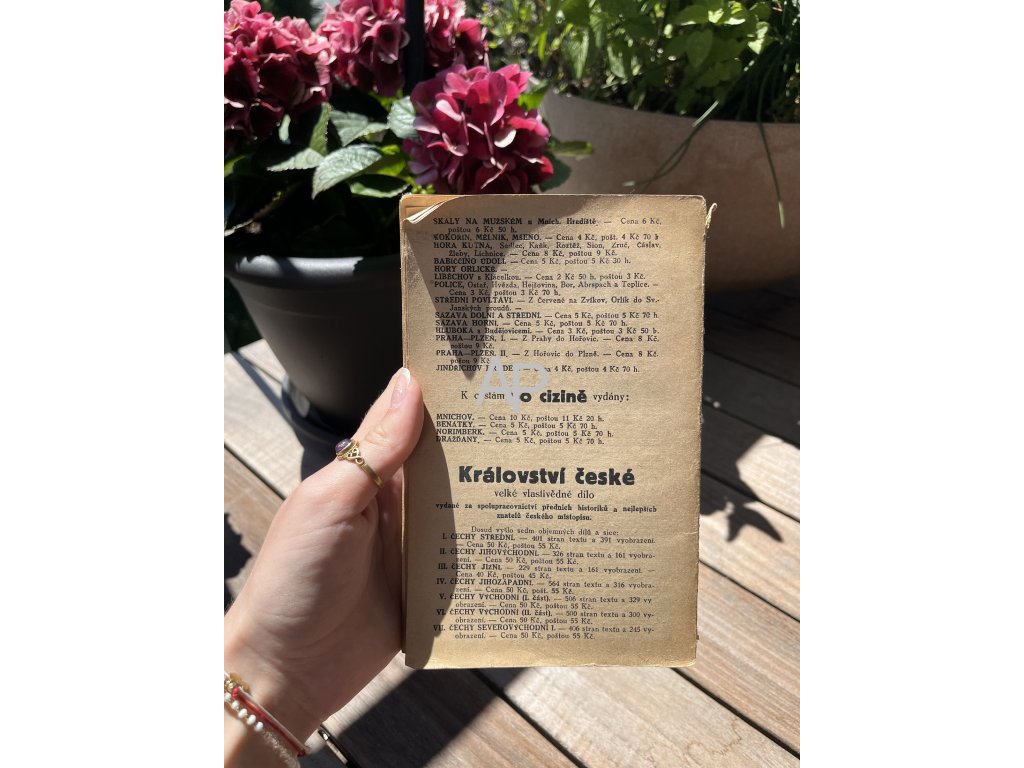 SKÁLY NA MUŽSKÉM u Mnich. Hradiště — Cena 6 Kč,
poštou 6 Kč 50 h.
KOKOŘÍN, MĚLNÍK, MŠENO. — Cena 4 Kč, pošt. 4 Kč 70 h
HORA KUTNÁ, Sedlec, Kaňk, Roztěž, Sion, Zruč, Čáslav,
Žleby, Lichnice. — Cena 8 Kč, poštou 9 Kč.
BABIČČINO ÚDOLÍ. — Cena 5 Kč, poštou 5 Kč 30 h.
HORY ORLICKÉ. —
LIBĚCHOV s Klácelkou. — Cena 2 Kč 50 h, poštou 3 Kč.
POLICE, Ostaš, Hvězda, Hejšovina, Bor, Abrspach a Teplice. —
Cena 3 Kč, poštou 3 Kč 70 h.
STŘEDNÍ POVLTAVÍ. — Z Červené na Zvíkov, Orlík do Sv.-
Janských proudů. —
SÁZAVA DOLNÍ A STŘEDNÍ. — Cena 5 Kč, poštou 5 Kč 70 h.
SÁZAVA HORNÍ. — Cena 5 Kč, poštou 5 Kč 70 h.
HLUBOKÁ s Budějovicemi. — Cena 3 Kč, poštou 3 Kč 50 h.
PRAHA—PLZEŇ, I. — Z Prahy do Hořovic. — Cena 8 Kč,
poštou 9 Kč.
PRAHA—PLZEŇ, II. — Z Hořovic do Plzně. — Cena 8 Kč.
poštou 9 Kč.
JINDŘICHŮV Cena 4 Kč, poštou 4 Kč 70 h.
AP
K cestám po cizině vydány:
MNICHOV. — Cena 10 Kč, poštou 11 Kč 20 h.
BENÁTKY. — Cena 5 Kč, poštou 5 Kč 70 h.
NORIMBERK. — Cena 5 Kč, poštou 5 Kč 70 h.
DRÁŽĎANY. — Cena 5 Kč, poštou 5 Kč 70 h.
Království české
velké vlastivědné dílo
vydané za spolupracovnictví předních historiků a nejlepších
znatelů českého místopisu.
Dosud vyšlo sedm objemných dílů a sice:
I. ČECHY STŘEDNÍ. — 401 stran textu a 391 vyobrazení.
— Cena 50 Kč, poštou 55 Kč.
II. ČECHY JIHOVÝCHODNÍ. — 326 stran textu a 161 vyobra-
zení. — Cena 50 Kč, poštou 55 Kč.
III. ČECHY JIŽNÍ. — 229 stran textu a 161 vyobrazení. —
Cena 40 Kč, poštou 45 Kč.
IV. ČECHY JIHOZÁPADNÍ. — 564 stran textu a 316 vyobra-
zení. — Cena 50 Kč, pošt. 55 Kč.
V. ČECHY VÝCHODNÍ (I. část). — 506 stran textu a 329 vy-
obrazení. — Cena 50 Kč, poštou 55 Kč.
VI. ČECHY VÝCHODNÍ (II. část). — 500 stran textu a 300 vy-
obrazení. — Cena 50 Kč, poštou 55 Kč.
VII. ČECHY SEVEROVÝCHODNÍ I. — 406 stran textu a 245 vy-
obrazení. — Cena 50 Kč, poštou 55 Kč.